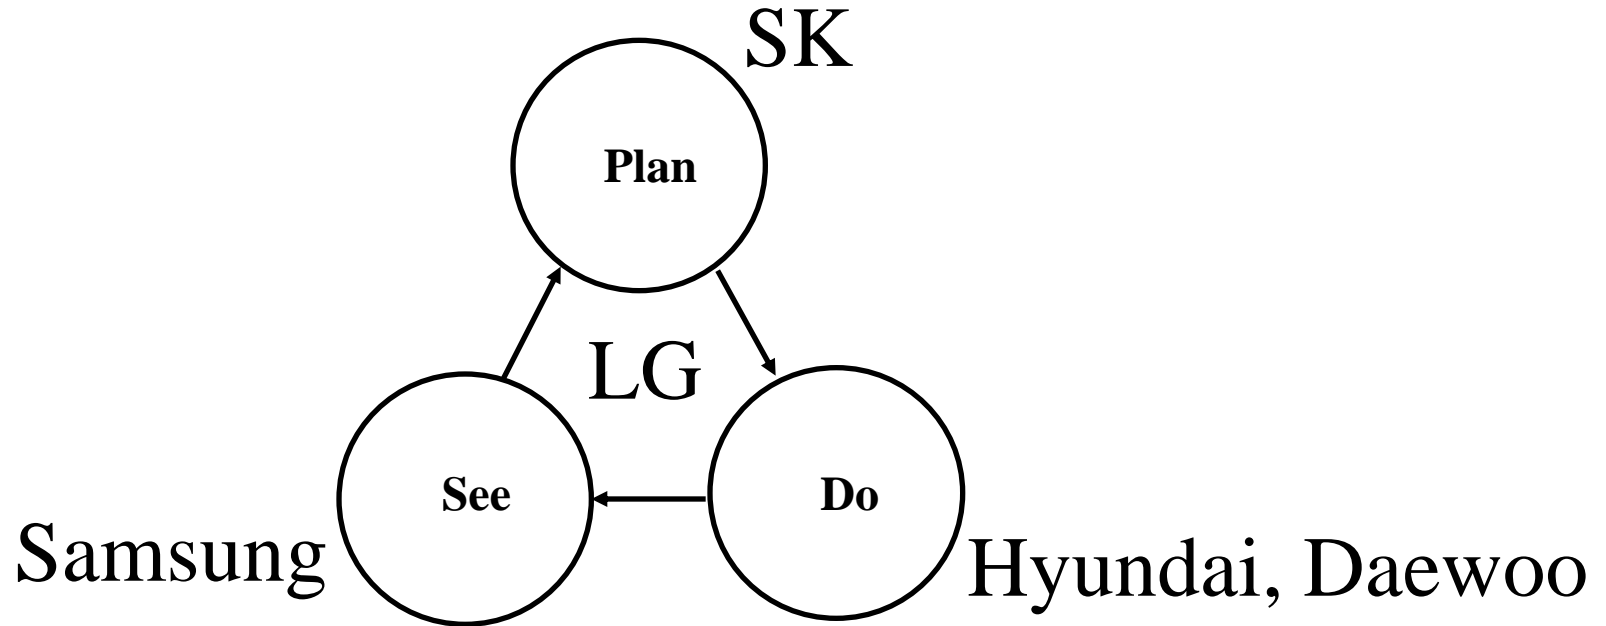 SK
Plan
LG
See
Do
Samsung
Hyundai, Daewoo